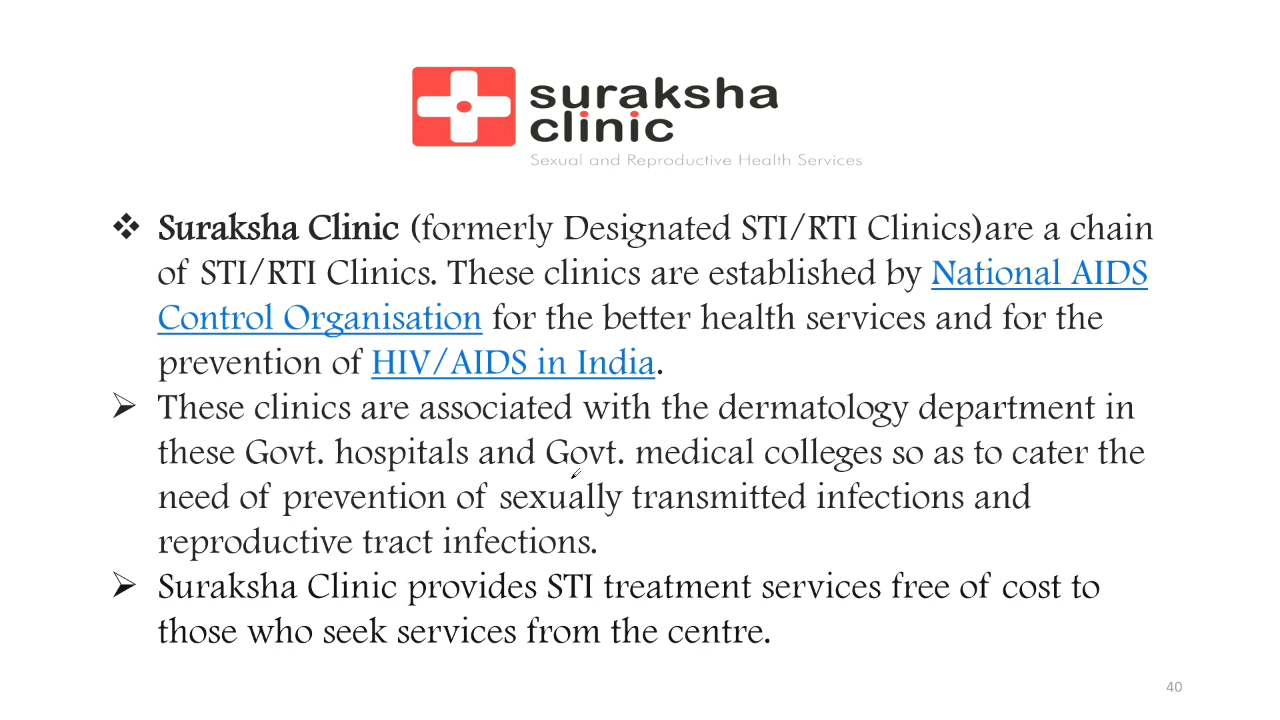 suraksha
clinic
Sexual and Reproductive Health Services
❖ Suraksha Clinic (formerly Designated STI/RTI Clinics)are a chain
of STI/RTI Clinics. These clinics are established by National AIDS
Control Organisation for the better health services and for the
prevention of HIV/AIDS in India.
➢ These clinics are associated with the dermatology department in
these Govt. hospitals and Govt. medical colleges so as to cater the
need of prevention of sexually transmitted infections and
reproductive tract infections.
➢ Suraksha Clinic provides STI treatment services free of cost to
those who seek services from the centre.
40